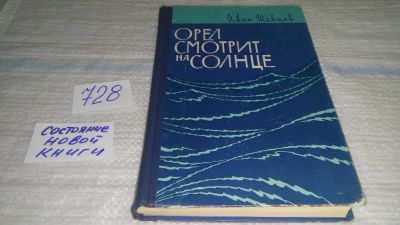 Иван Шевцов
ОРЕЛ
СМОТРИТ
НА СОЛНЦЕ
728
СОСТОЯНИЕ
НОВОЙ
КНИГИ